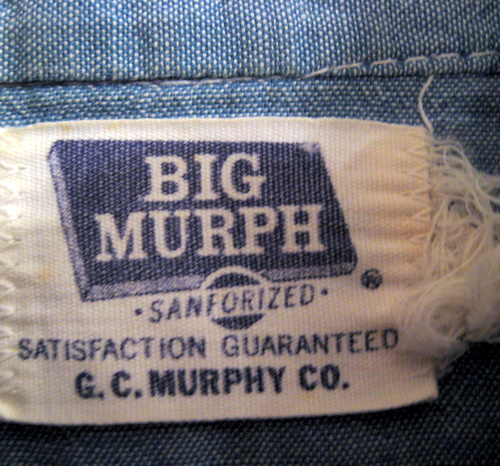 BIG
MURPH
®
· SANFORIZED ·
SATISFACTION GUARANTEED
G. C. MURPHY CO.